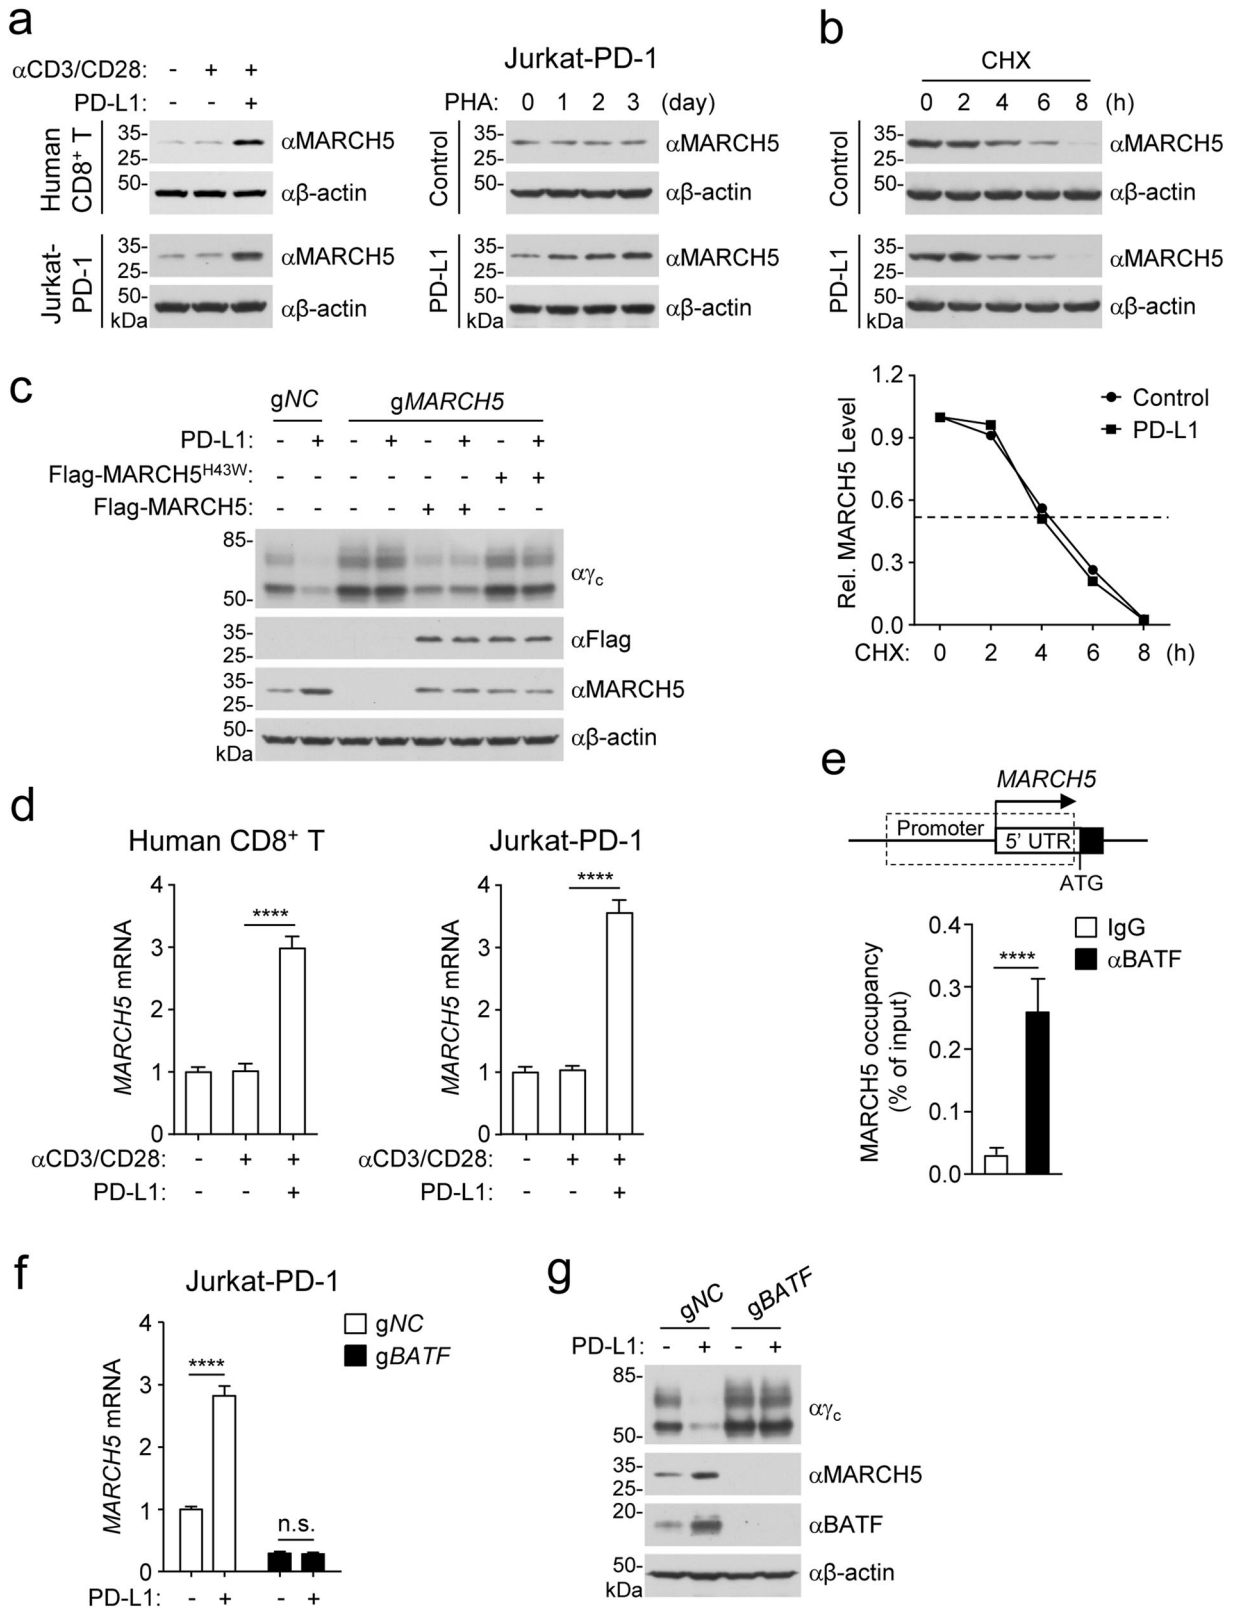 a
αCD3/CD28: - + +
PD-L1: - - +
Human
CD8⁺ T
35-
25-
αMARCH5
50-
αβ-actin
Jurkat-
PD-1
35-
25-
αMARCH5
50-
kDa
αβ-actin
Jurkat-PD-1
PHA: 0 1 2 3 (day)
Control
35-
25-
αMARCH5
50-
αβ-actin
PD-L1
35-
25-
αMARCH5
50-
kDa
αβ-actin
b
CHX
0 2 4 6 8 (h)
Control
35-
25-
αMARCH5
50-
αβ-actin
PD-L1
35-
25-
αMARCH5
50-
kDa
αβ-actin
Rel. MARCH5 Level
1.2
0.9
0.6
0.3
0.0
Control
PD-L1
CHX: 0 2 4 6 8 (h)
c
gNC gMARCH5
PD-L1: - + - + - + - +
Flag-MARCH5ᴴ⁴³ᵂ: - - - - - - + +
Flag-MARCH5: - - - - + + - -
85-
50-
αγc
35-
25-
αFlag
35-
25-
αMARCH5
50-
kDa
αβ-actin
d
Human CD8⁺ T
MARCH5 mRNA
4
3
2
1
0
****
αCD3/CD28: - + +
PD-L1: - - +
Jurkat-PD-1
MARCH5 mRNA
4
3
2
1
0
****
αCD3/CD28: - + +
PD-L1: - - +
e
MARCH5
Promoter
5' UTR
ATG
MARCH5 occupancy
(% of input)
0.4
0.3
0.2
0.1
0.0
****
IgG
αBATF
f
Jurkat-PD-1
MARCH5 mRNA
4
3
2
1
0
****
n.s.
gNC
gBATF
PD-L1: - + - +
g
gNC gBATF
PD-L1: - + - +
85-
50-
αγc
35-
25-
αMARCH5
20-
αBATF
50-
kDa
αβ-actin